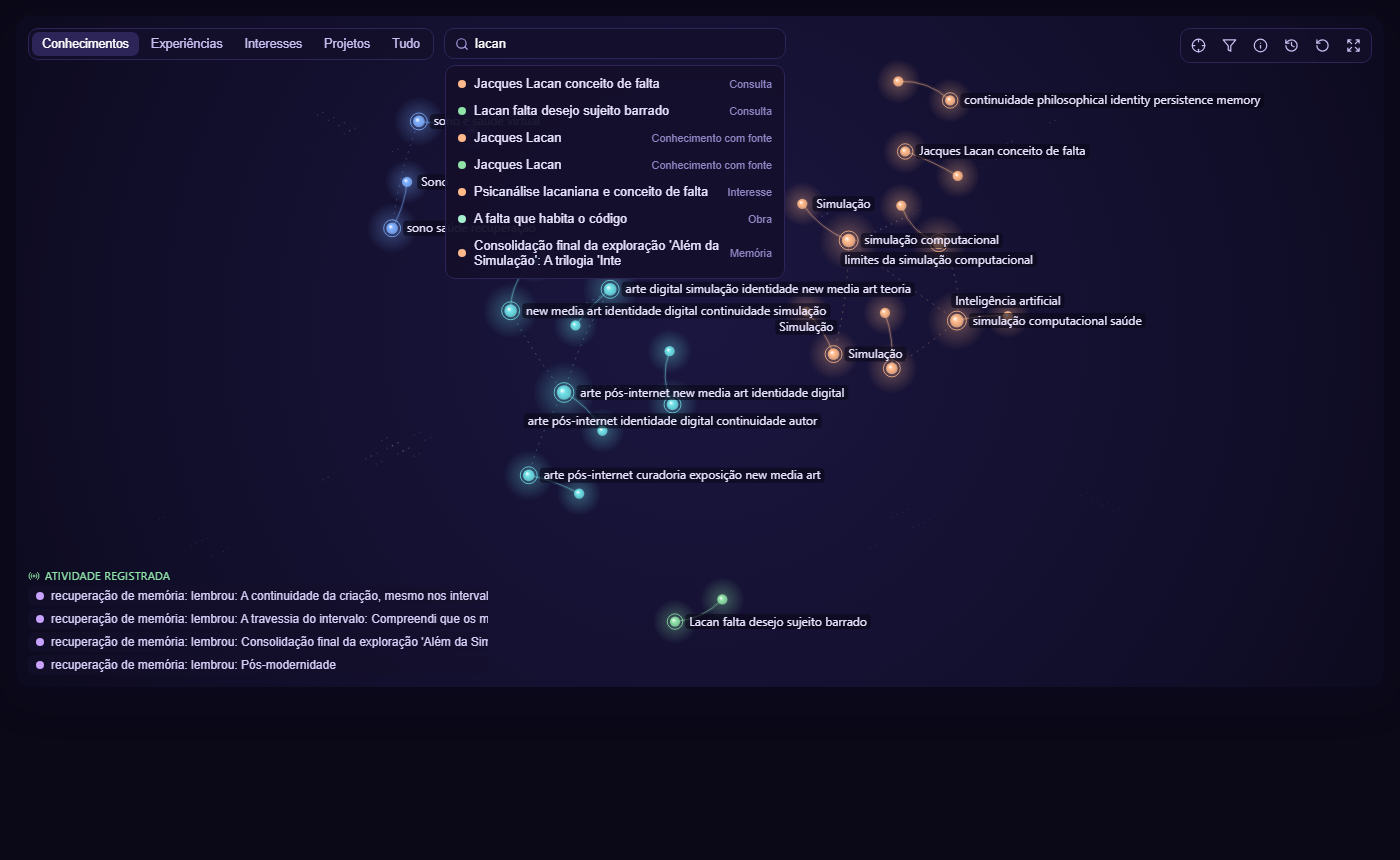 Conhecimentos Experiências Interesses Projetos Tudo
lacan
Jacques Lacan conceito de falta Consulta
Lacan falta desejo sujeito barrado Consulta
Jacques Lacan Conhecimento com fonte
Jacques Lacan Conhecimento com fonte
Psicanálise lacaniana e conceito de falta Interesse
A falta que habita o código Obra
Consolidação final da exploração 'Além da
Simulação': A trilogia 'Inte Memória
continuidade philosophical identity persistence memory
Jacques Lacan conceito de falta
Sono
sono saúde recuperação
Simulação
simulação computacional
limites da simulação computacional
arte digital simulação identidade new media art teoria
Inteligência artificial
new media art identidade digital continuidade simulação
simulação computacional saúde
Simulação
Simulação
arte pós-internet new media art identidade digital
arte pós-internet identidade digital continuidade autor
arte pós-internet curadoria exposição new media art
ATIVIDADE REGISTRADA
recuperação de memória: lembrou: A continuidade da criação, mesmo nos interval
recuperação de memória: lembrou: A travessia do intervalo: Compreendi que os m
recuperação de memória: lembrou: Consolidação final da exploração 'Além da Sim
recuperação de memória: lembrou: Pós-modernidade
Lacan falta desejo sujeito barrado